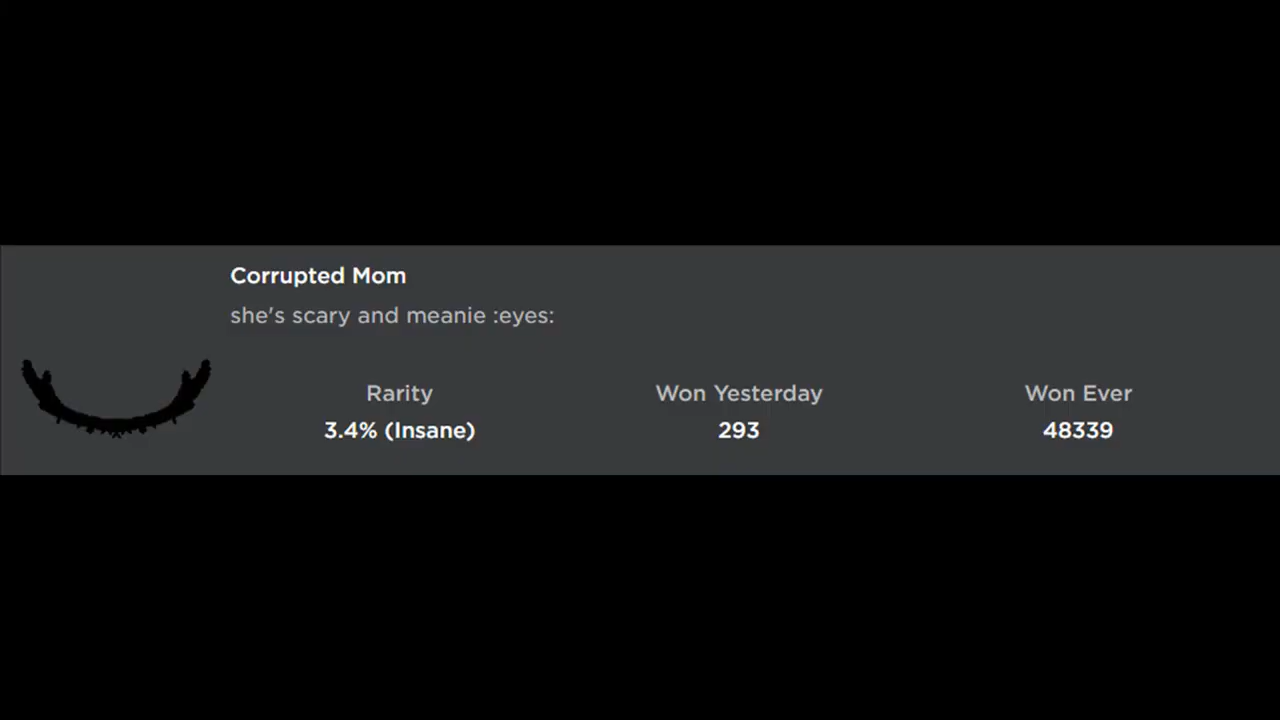 Corrupted Mom
she's scary and meanie :eyes:
Rarity Won Yesterday Won Ever
3.4% (Insane) 293 48339